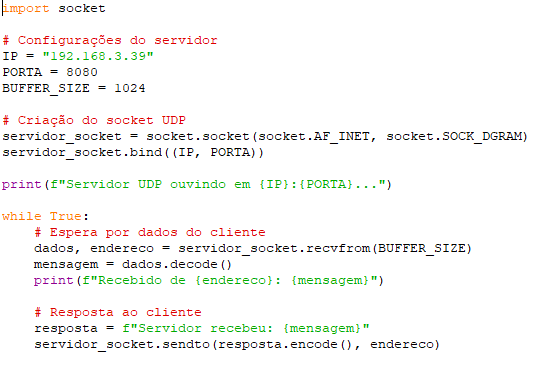 import socket

# Configurações do servidor
IP = "192.168.3.39"
PORTA = 8080
BUFFER_SIZE = 1024

# Criação do socket UDP
servidor_socket = socket.socket(socket.AF_INET, socket.SOCK_DGRAM)
servidor_socket.bind((IP, PORTA))

print(f"Servidor UDP ouvindo em {IP}:{PORTA}...")

while True:
    # Espera por dados do cliente
    dados, endereco = servidor_socket.recvfrom(BUFFER_SIZE)
    mensagem = dados.decode()
    print(f"Recebido de {endereco}: {mensagem}")

    # Resposta ao cliente
    resposta = f"Servidor recebeu: {mensagem}"
    servidor_socket.sendto(resposta.encode(), endereco)